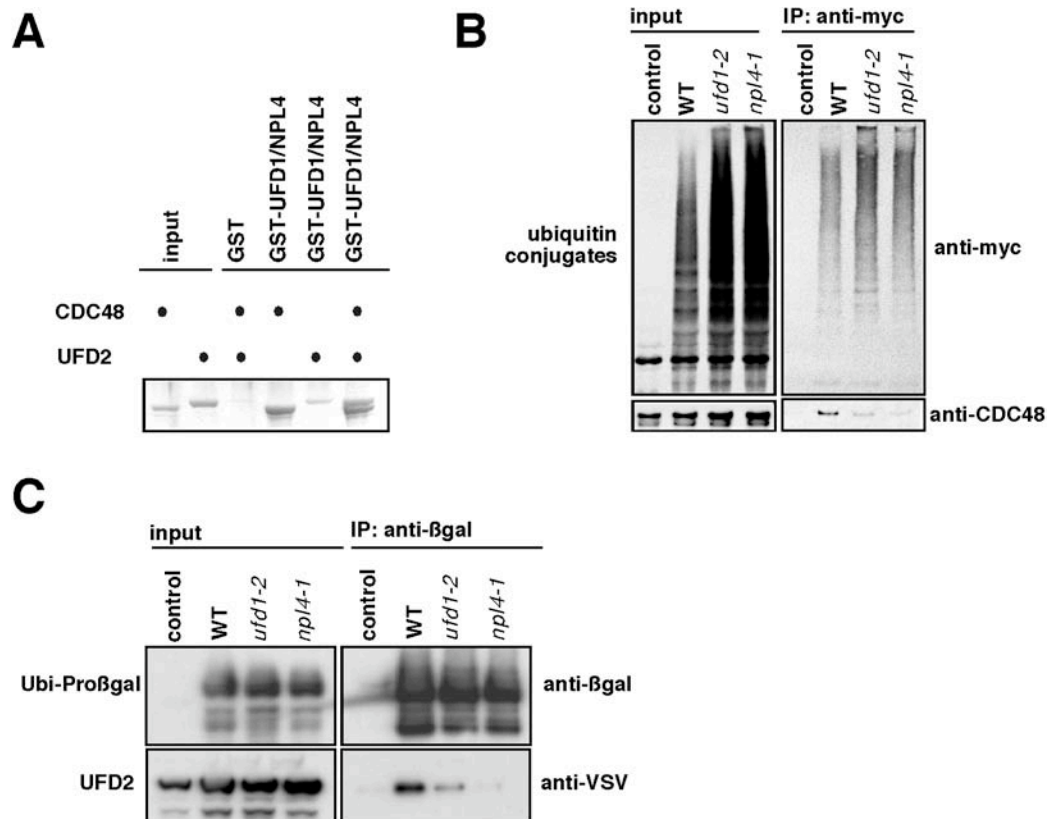 A
input
GST
GST-UFD1/NPL4
GST-UFD1/NPL4
GST-UFD1/NPL4
CDC48
UFD2
B
input
IP: anti-myc
control
WT
ufd1-2
npl4-1
control
WT
ufd1-2
npl4-1
ubiquitin
conjugates
anti-myc
anti-CDC48
C
input
IP: anti-ßgal
control
WT
ufd1-2
npl4-1
control
WT
ufd1-2
npl4-1
Ubi-Proßgal
anti-ßgal
UFD2
anti-VSV